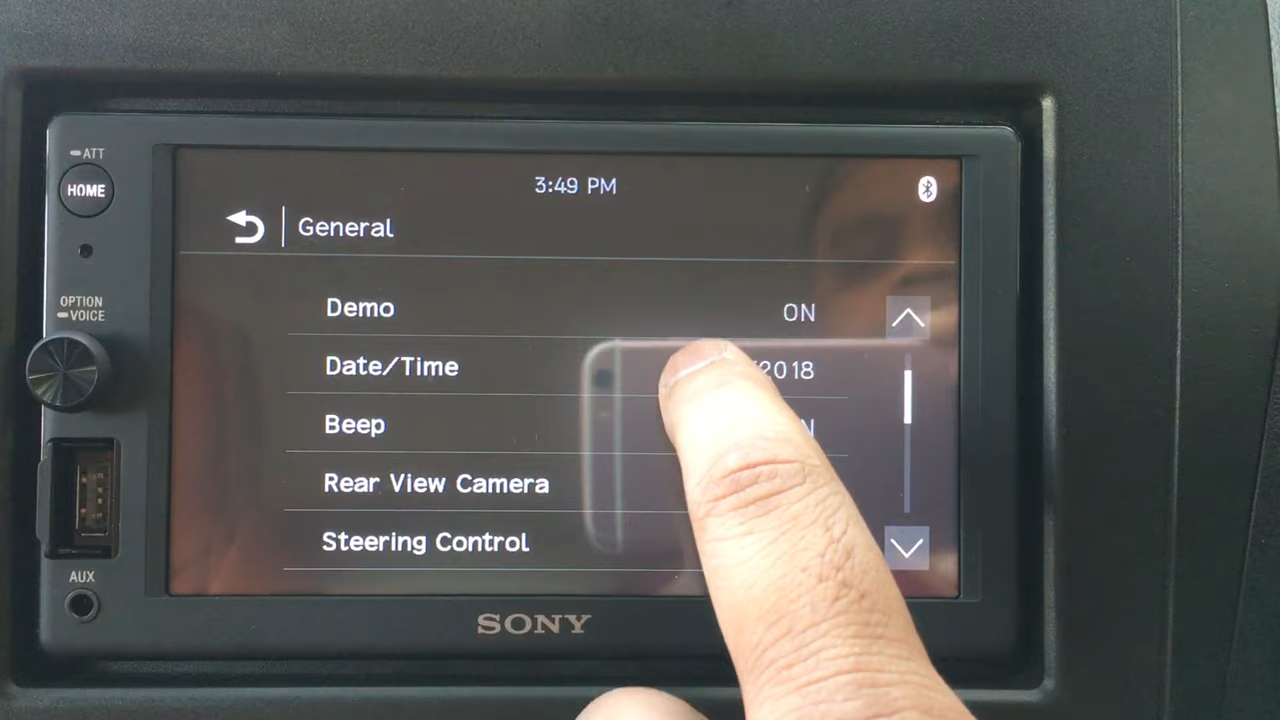 ATT
HOME
3:49 PM
General
OPTION
VOICE
Demo ON
Date/Time 2018
Beep
Rear View Camera
Steering Control
AUX
SONY